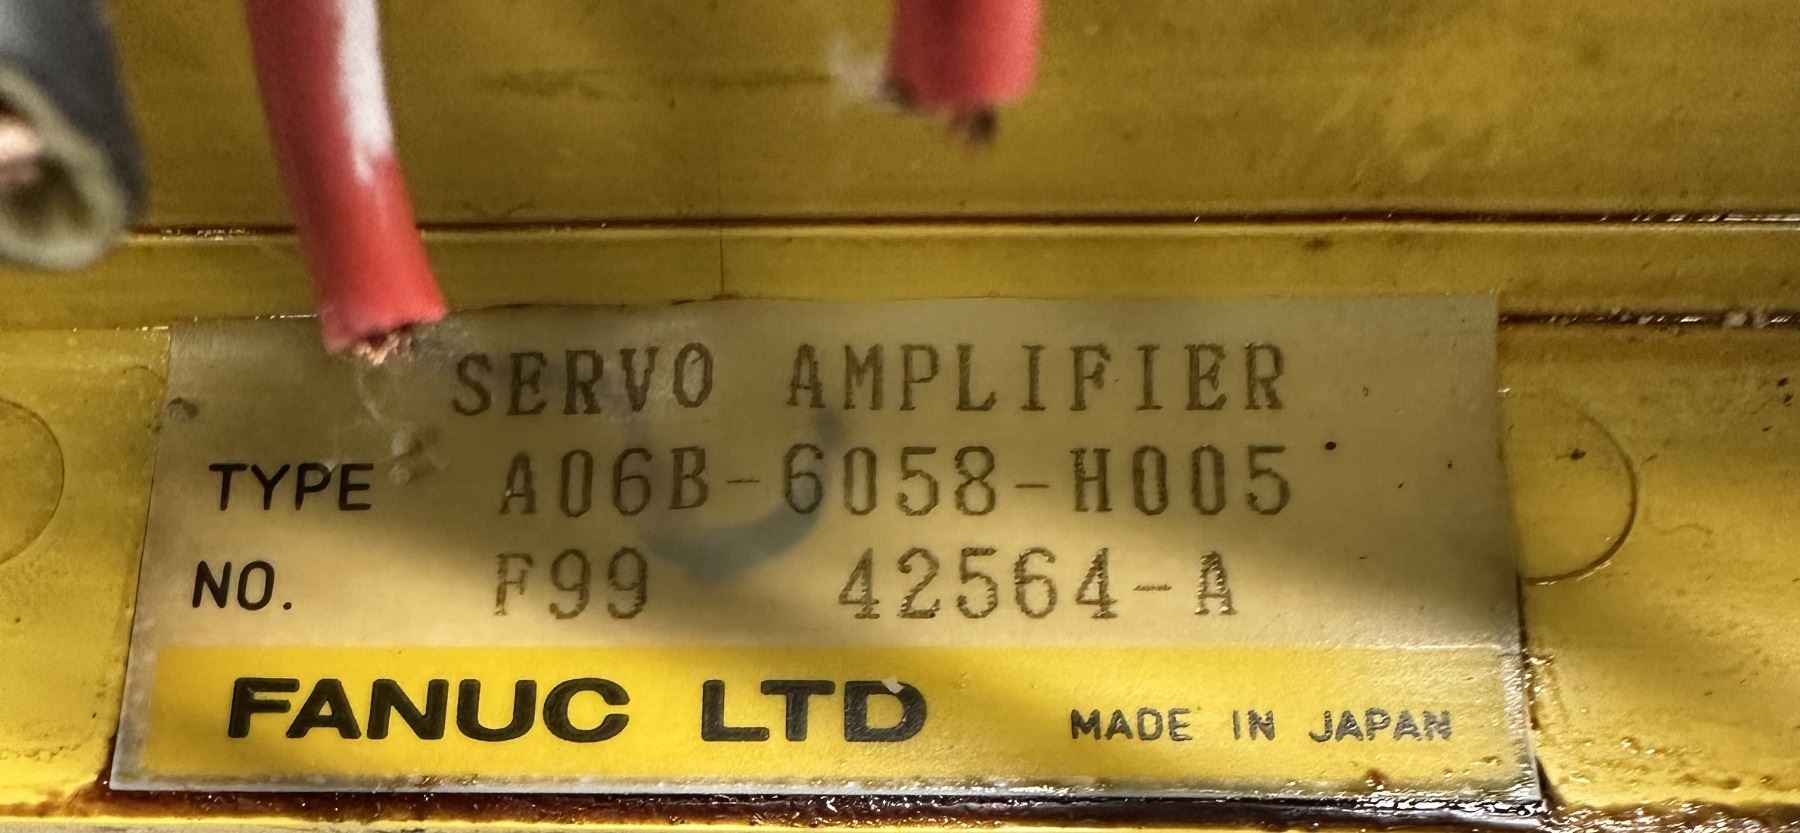 SERVO AMPLIFIER
TYPE A06B-6058-H005
NO. F99 42564-A
FANUC LTD MADE IN JAPAN